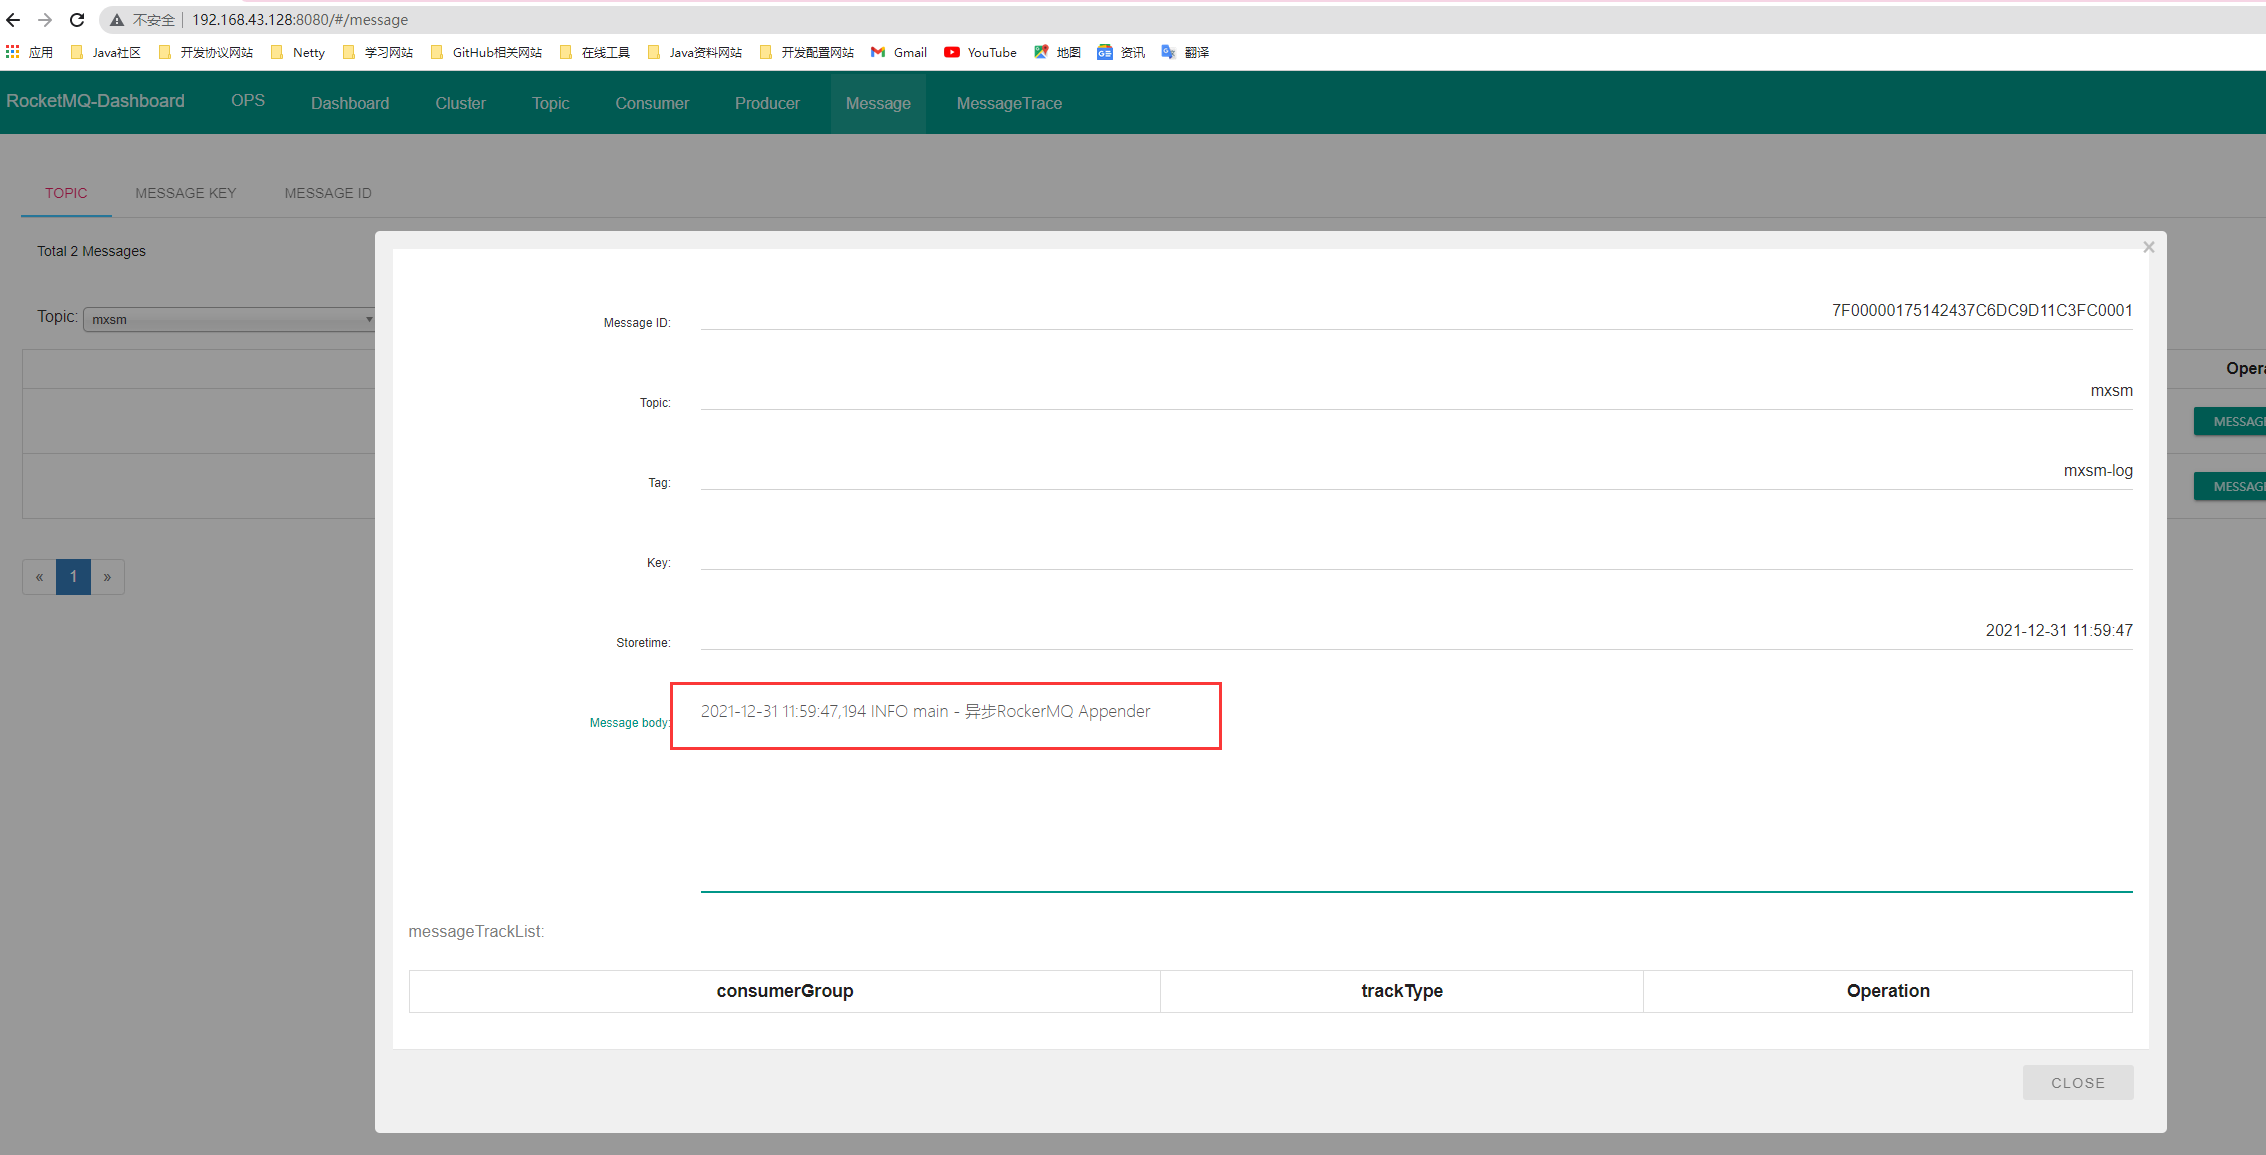 不安全 | 192.168.43.128:8080/#/message
应用 Java社区 开发协议网站 Netty 学习网站 GitHub相关网站 在线工具 Java资料网站 开发配置网站 Gmail YouTube 地图 资讯 翻译
RocketMQ-Dashboard OPS Dashboard Cluster Topic Consumer Producer Message MessageTrace
TOPIC MESSAGE KEY MESSAGE ID
Total 2 Messages
×
Topic: mxsm
Message ID: 7F00000175142437C6DC9D11C3FC0001
Opera
Topic: mxsm
MESSAGE
Tag: mxsm-log
MESSAGE
Key:
« 1 »
Storetime: 2021-12-31 11:59:47
Message body: 2021-12-31 11:59:47,194 INFO main - 异步RockerMQ Appender
messageTrackList:
consumerGroup trackType Operation
CLOSE